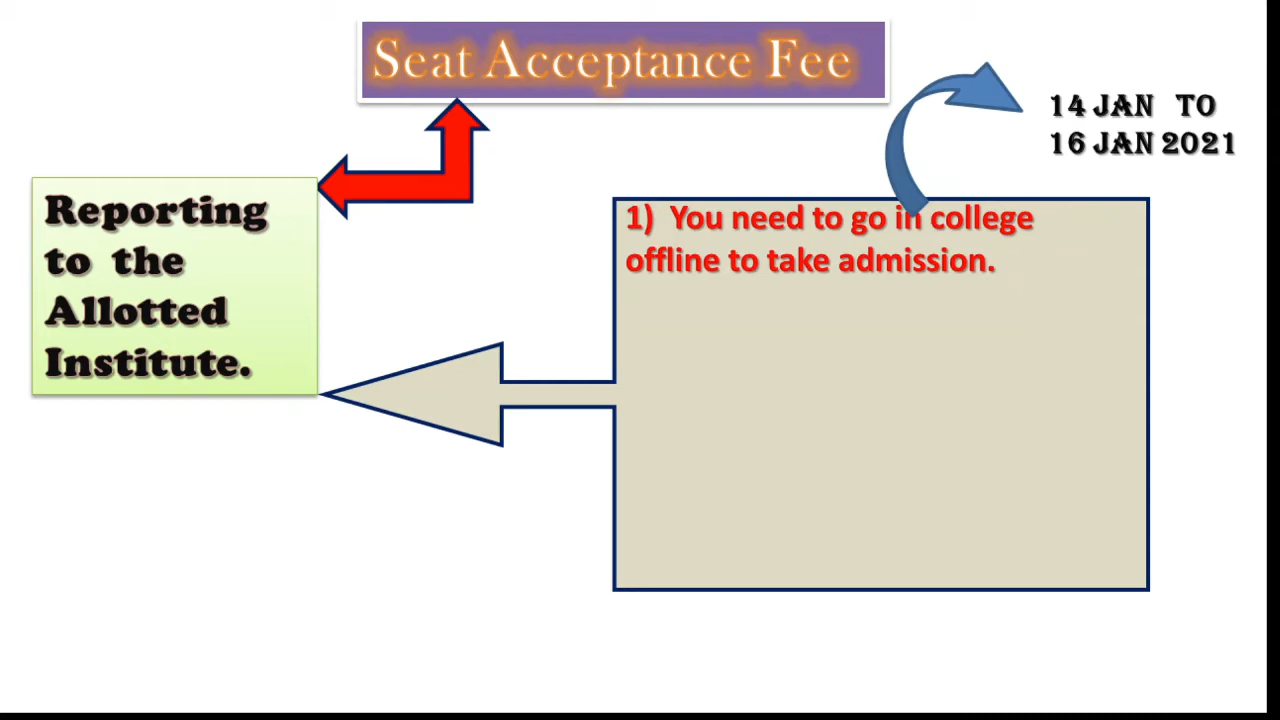 Seat Acceptance Fee
14 JAN TO
16 JAN 2021
Reporting
to the
Allotted
Institute.
1) You need to go in college
offline to take admission.